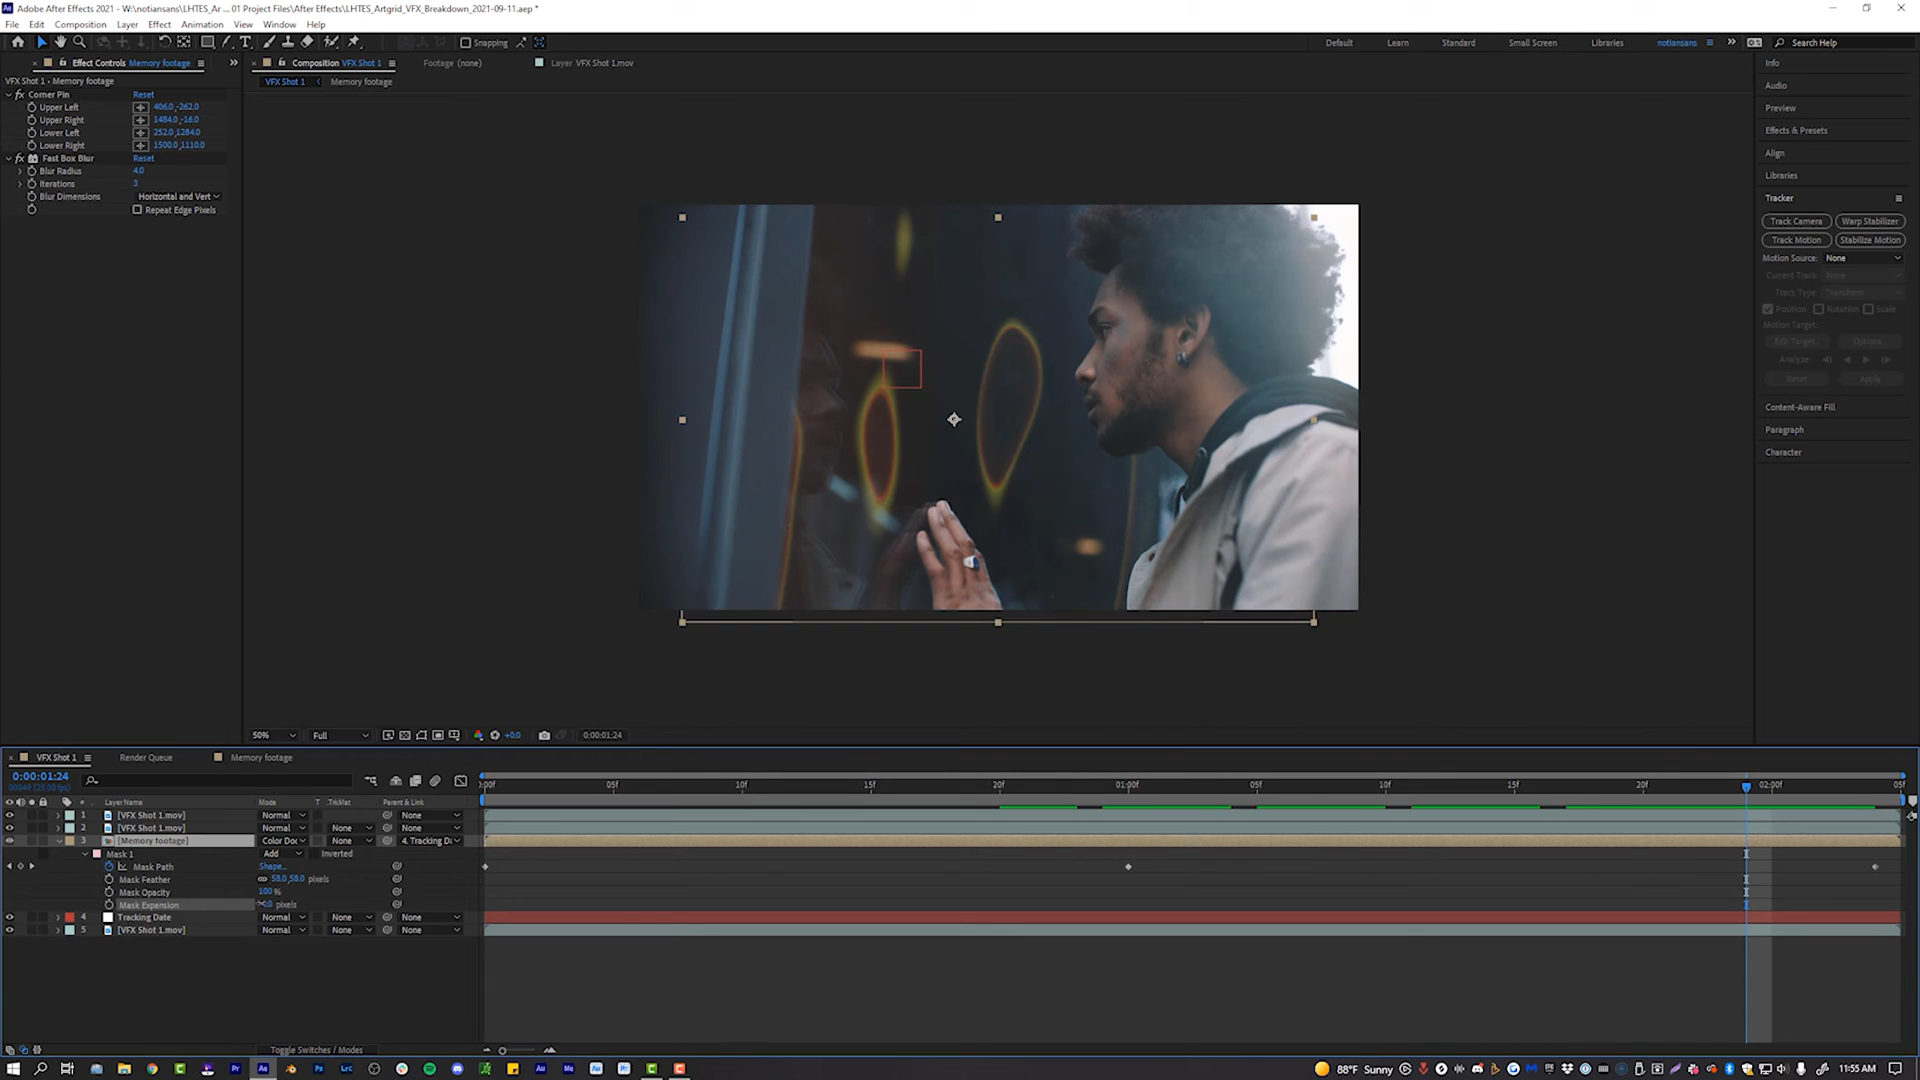 Adobe After Effects 2021 - W:\notiansans\LHTES_Ar ... 01 Project Files\After Effects\LHTES_Artgrid_VFX_Breakdown_2021-09-11.aep *
File Edit Composition Layer Effect Animation View Window Help
Snapping
Default Learn Standard Small Screen Libraries notiansans Search Help
Effect Controls Memory footage
Composition VFX Shot 1
Footage (none)
Layer VFX Shot 1.mov
VFX Shot 1 • Memory footage
VFX Shot 1 Memory footage
fx Corner Pin Reset
Upper Left 406.0,-262.0
Upper Right 1484.0,-16.0
Lower Left 252.0,1284.0
Lower Right 1500.0,1110.0
fx Fast Box Blur Reset
Blur Radius 4.0
Iterations 3
Blur Dimensions Horizontal and Vert
Repeat Edge Pixels
Info
Audio
Preview
Effects & Presets
Align
Libraries
Tracker
Track Camera Warp Stabilizer
Track Motion Stabilize Motion
Motion Source: None
Current Track: None
Track Type: Transform
Position Rotation Scale
Motion Target:
Edit Target... Options...
Analyze:
Reset Apply
Content-Aware Fill
Paragraph
Character
50% Full +0.0 0:00:01:24
VFX Shot 1 Render Queue Memory footage
0:00:01:24
00049 (25.00 fps)
:00f 05f 10f 15f 20f 01:00f 05f 10f 15f 20f 02:00f 05f
# Layer Name Mode T .TrkMat Parent & Link
1 [VFX Shot 1.mov] Normal None
2 [VFX Shot 1.mov] Normal None None
3 [Memory footage] Color Doc None 4. Tracking Da
Mask 1 Add Inverted
Mask Path Shape...
Mask Feather 58.0,58.0 pixels
Mask Opacity 100 %
Mask Expansion pixels
4 Tracking Date Normal None None
5 [VFX Shot 1.mov] Normal None None
Toggle Switches / Modes
88°F Sunny 11:55 AM